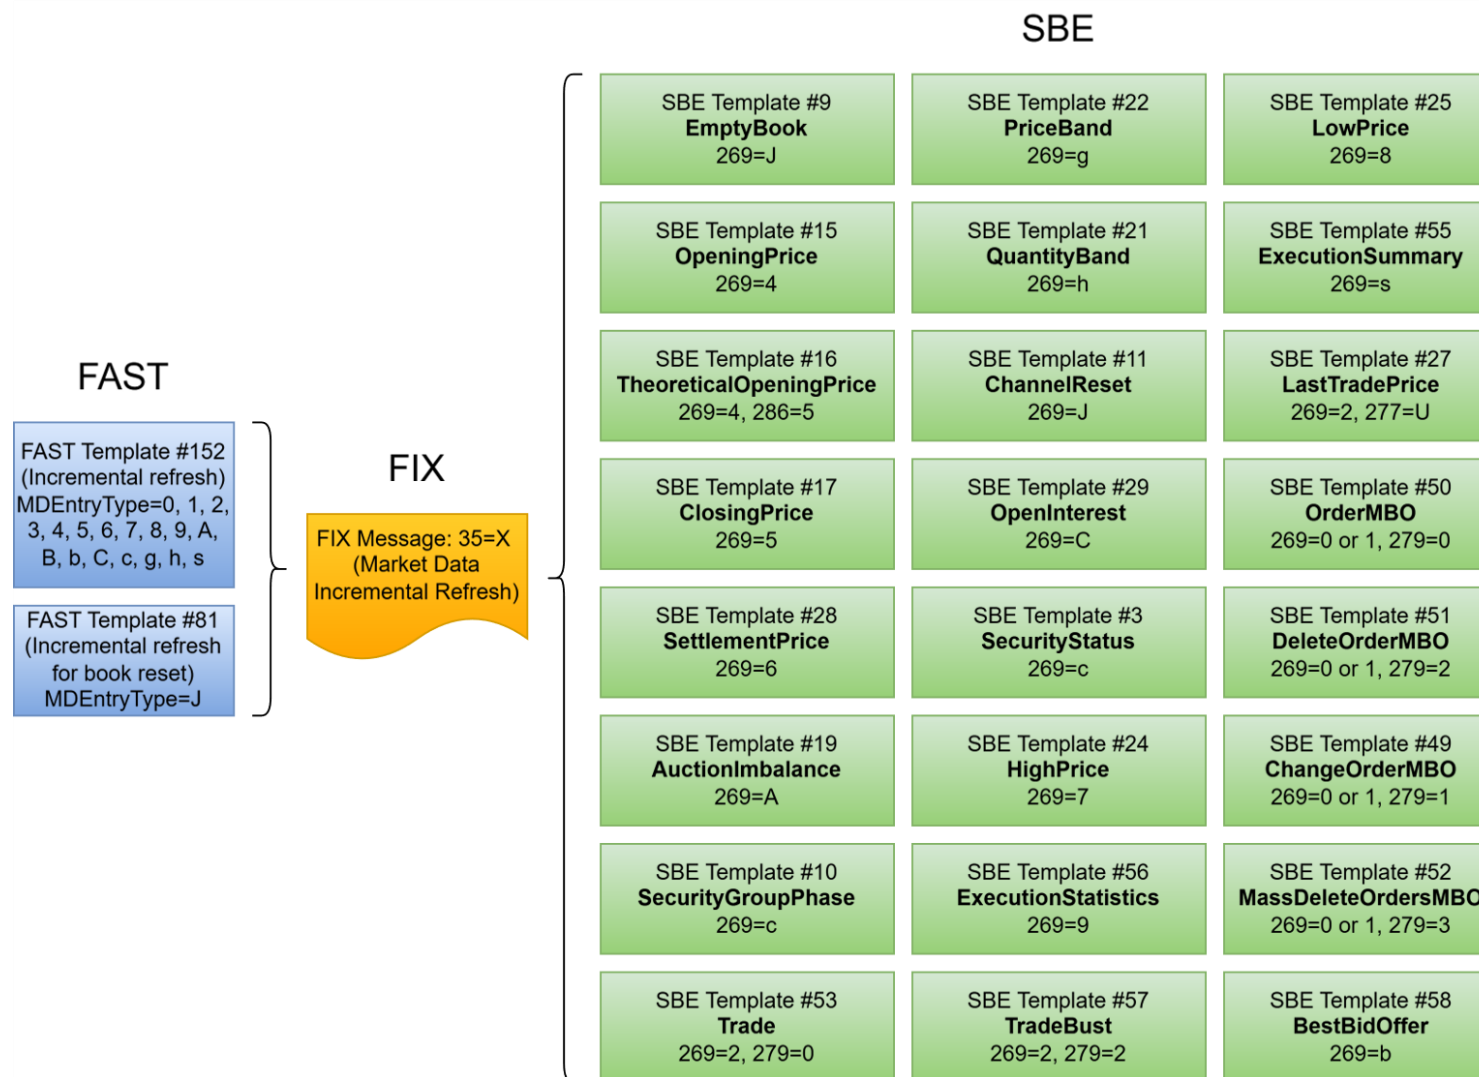 SBE
SBE Template #9
EmptyBook
269=J
SBE Template #22
PriceBand
269=g
SBE Template #25
LowPrice
269=8
SBE Template #15
OpeningPrice
269=4
SBE Template #21
QuantityBand
269=h
SBE Template #55
ExecutionSummary
269=s
SBE Template #16
TheoreticalOpeningPrice
269=4, 286=5
SBE Template #11
ChannelReset
269=J
SBE Template #27
LastTradePrice
269=2, 277=U
FAST
FAST Template #152
(Incremental refresh)
MDEntryType=0, 1, 2,
3, 4, 5, 6, 7, 8, 9, A,
B, b, C, c, g, h, s
FAST Template #81
(Incremental refresh
for book reset)
MDEntryType=J
FIX
FIX Message: 35=X
(Market Data
Incremental Refresh)
SBE Template #17
ClosingPrice
269=5
SBE Template #29
OpenInterest
269=C
SBE Template #50
OrderMBO
269=0 or 1, 279=0
SBE Template #28
SettlementPrice
269=6
SBE Template #3
SecurityStatus
269=c
SBE Template #51
DeleteOrderMBO
269=0 or 1, 279=2
SBE Template #19
AuctionImbalance
269=A
SBE Template #24
HighPrice
269=7
SBE Template #49
ChangeOrderMBO
269=0 or 1, 279=1
SBE Template #10
SecurityGroupPhase
269=c
SBE Template #56
ExecutionStatistics
269=9
SBE Template #52
MassDeleteOrdersMBO
269=0 or 1, 279=3
SBE Template #53
Trade
269=2, 279=0
SBE Template #57
TradeBust
269=2, 279=2
SBE Template #58
BestBidOffer
269=b